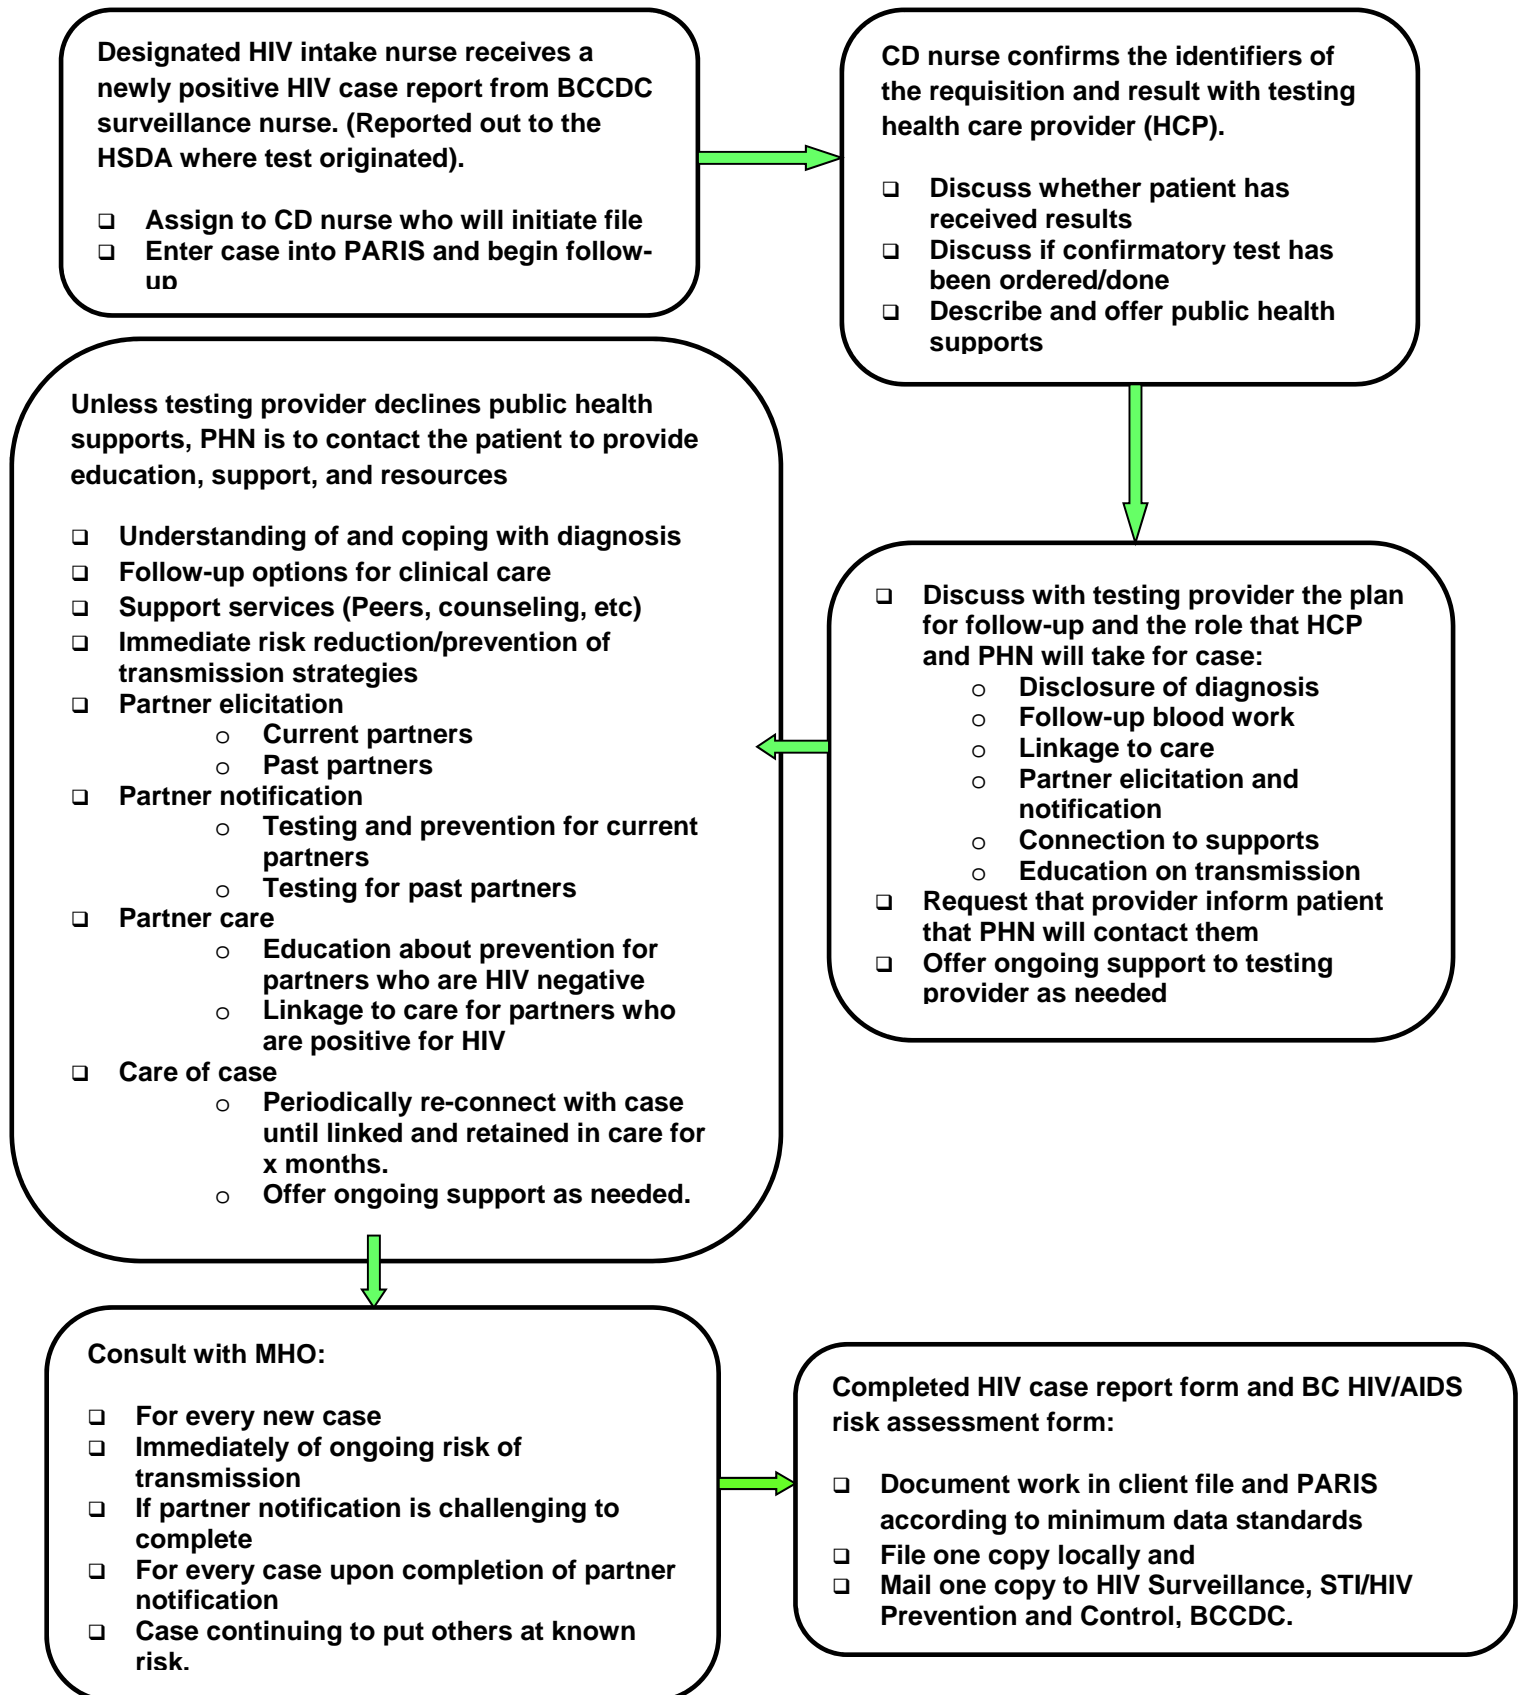 Designated HIV intake nurse receives a
newly positive HIV case report from BCCDC
surveillance nurse. (Reported out to the
HSDA where test originated).
❑ Assign to CD nurse who will initiate file
❑ Enter case into PARIS and begin follow-
up
CD nurse confirms the identifiers of
the requisition and result with testing
health care provider (HCP).
❑ Discuss whether patient has
received results
❑ Discuss if confirmatory test has
been ordered/done
❑ Describe and offer public health
supports
❑ Discuss with testing provider the plan
for follow-up and the role that HCP
and PHN will take for case:
o Disclosure of diagnosis
o Follow-up blood work
o Linkage to care
o Partner elicitation and
notification
o Connection to supports
o Education on transmission
❑ Request that provider inform patient
that PHN will contact them
❑ Offer ongoing support to testing
provider as needed
Unless testing provider declines public health
supports, PHN is to contact the patient to provide
education, support, and resources
❑ Understanding of and coping with diagnosis
❑ Follow-up options for clinical care
❑ Support services (Peers, counseling, etc)
❑ Immediate risk reduction/prevention of
transmission strategies
❑ Partner elicitation
o Current partners
o Past partners
❑ Partner notification
o Testing and prevention for current
partners
o Testing for past partners
❑ Partner care
o Education about prevention for
partners who are HIV negative
o Linkage to care for partners who
are positive for HIV
❑ Care of case
o Periodically re-connect with case
until linked and retained in care for
x months.
o Offer ongoing support as needed.
Consult with MHO:
❑ For every new case
❑ Immediately of ongoing risk of
transmission
❑ If partner notification is challenging to
complete
❑ For every case upon completion of partner
notification
❑ Case continuing to put others at known
risk.
Completed HIV case report form and BC HIV/AIDS
risk assessment form:
❑ Document work in client file and PARIS
according to minimum data standards
❑ File one copy locally and
❑ Mail one copy to HIV Surveillance, STI/HIV
Prevention and Control, BCCDC.